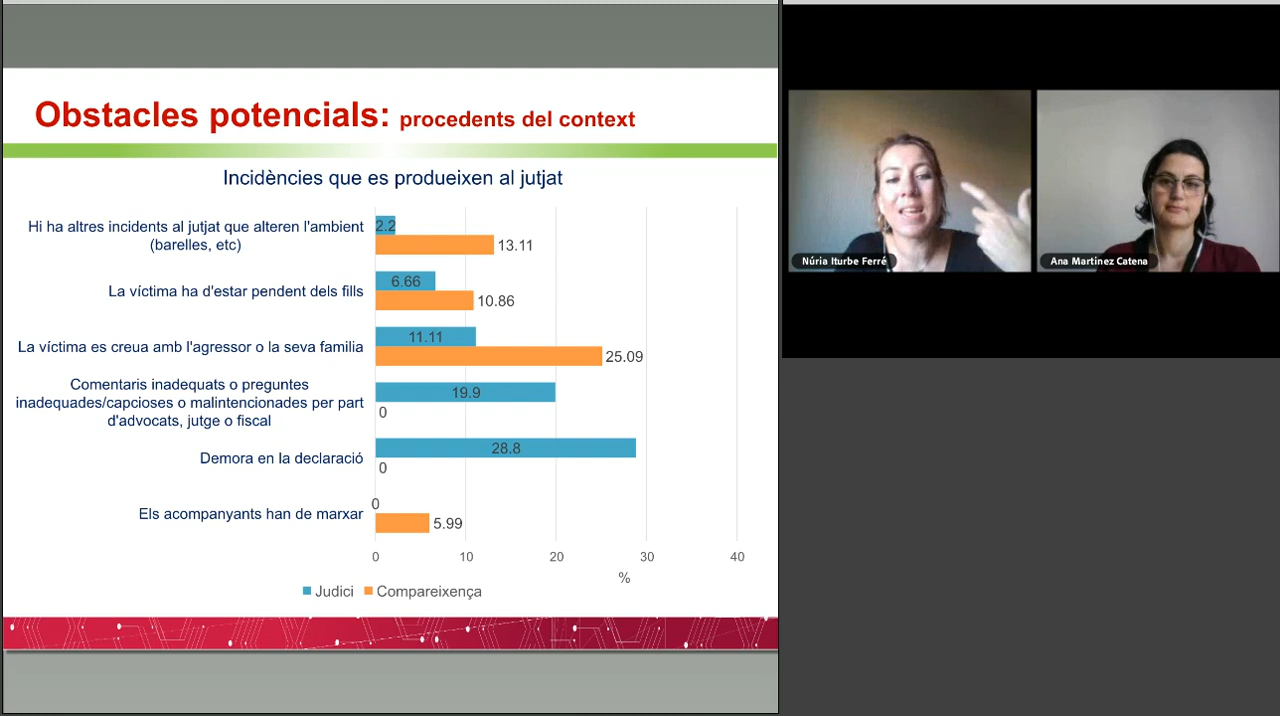 Obstacles potencials: procedents del context
Incidències que es produeixen al jutjat
Hi ha altres incidents al jutjat que alteren l'ambient
(barelles, etc)
2.2
13.11
La víctima ha d'estar pendent dels fills
6.66
10.86
La víctima es creua amb l'agressor o la seva familia
11.11
25.09
Comentaris inadequats o preguntes
inadequades/capcioses o malintencionades per part
d'advocats, jutge o fiscal
19.9
0
Demora en la declaració
28.8
0
Els acompanyants han de marxar
0
5.99
0 10 20 30 40
%
Judici Compareixença
Núria Iturbe Ferré
Ana Martinez Catena